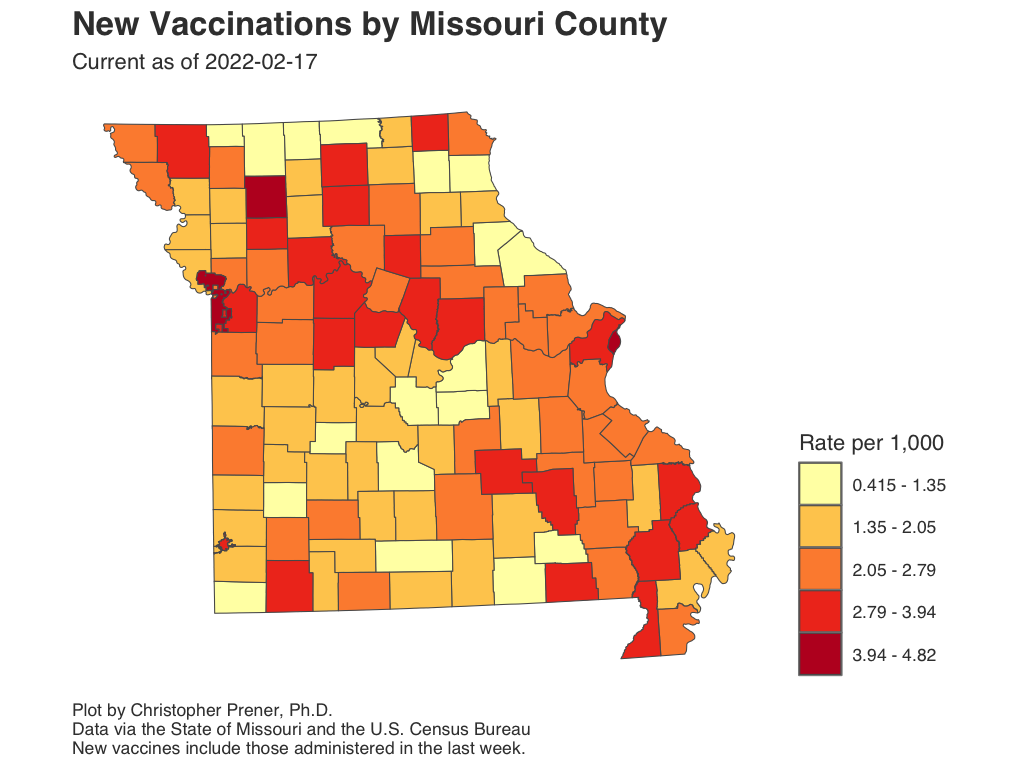 New Vaccinations by Missouri County
Current as of 2022-02-17
Rate per 1,000
0.415 - 1.35
1.35 - 2.05
2.05 - 2.79
2.79 - 3.94
3.94 - 4.82
Plot by Christopher Prener, Ph.D.
Data via the State of Missouri and the U.S. Census Bureau
New vaccines include those administered in the last week.